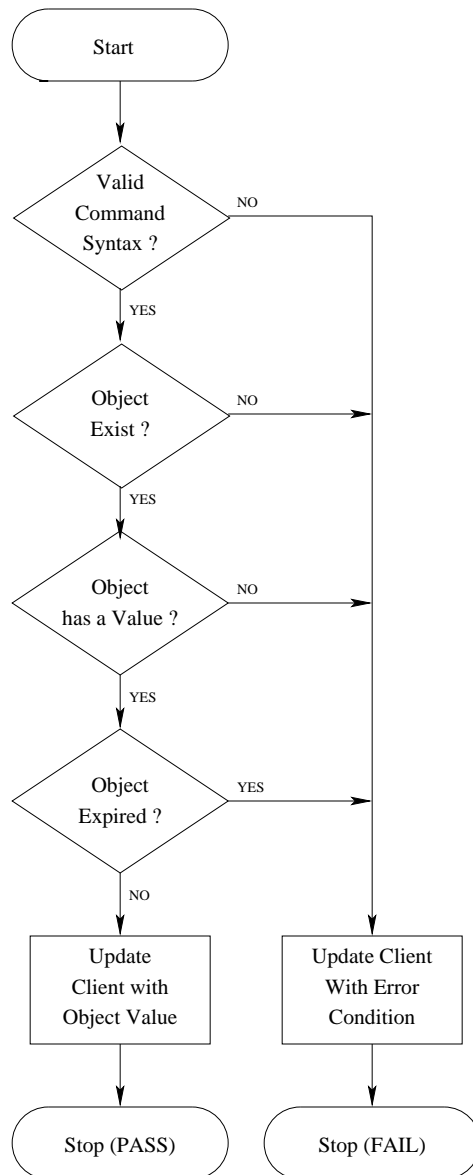 Start
Valid
Command
Syntax ?
NO
YES
Object
Exist ?
NO
YES
Object
has a Value ?
NO
YES
Object
Expired ?
YES
NO
Update
Client with
Object Value
Update Client
With Error
Condition
Stop (PASS)
Stop (FAIL)